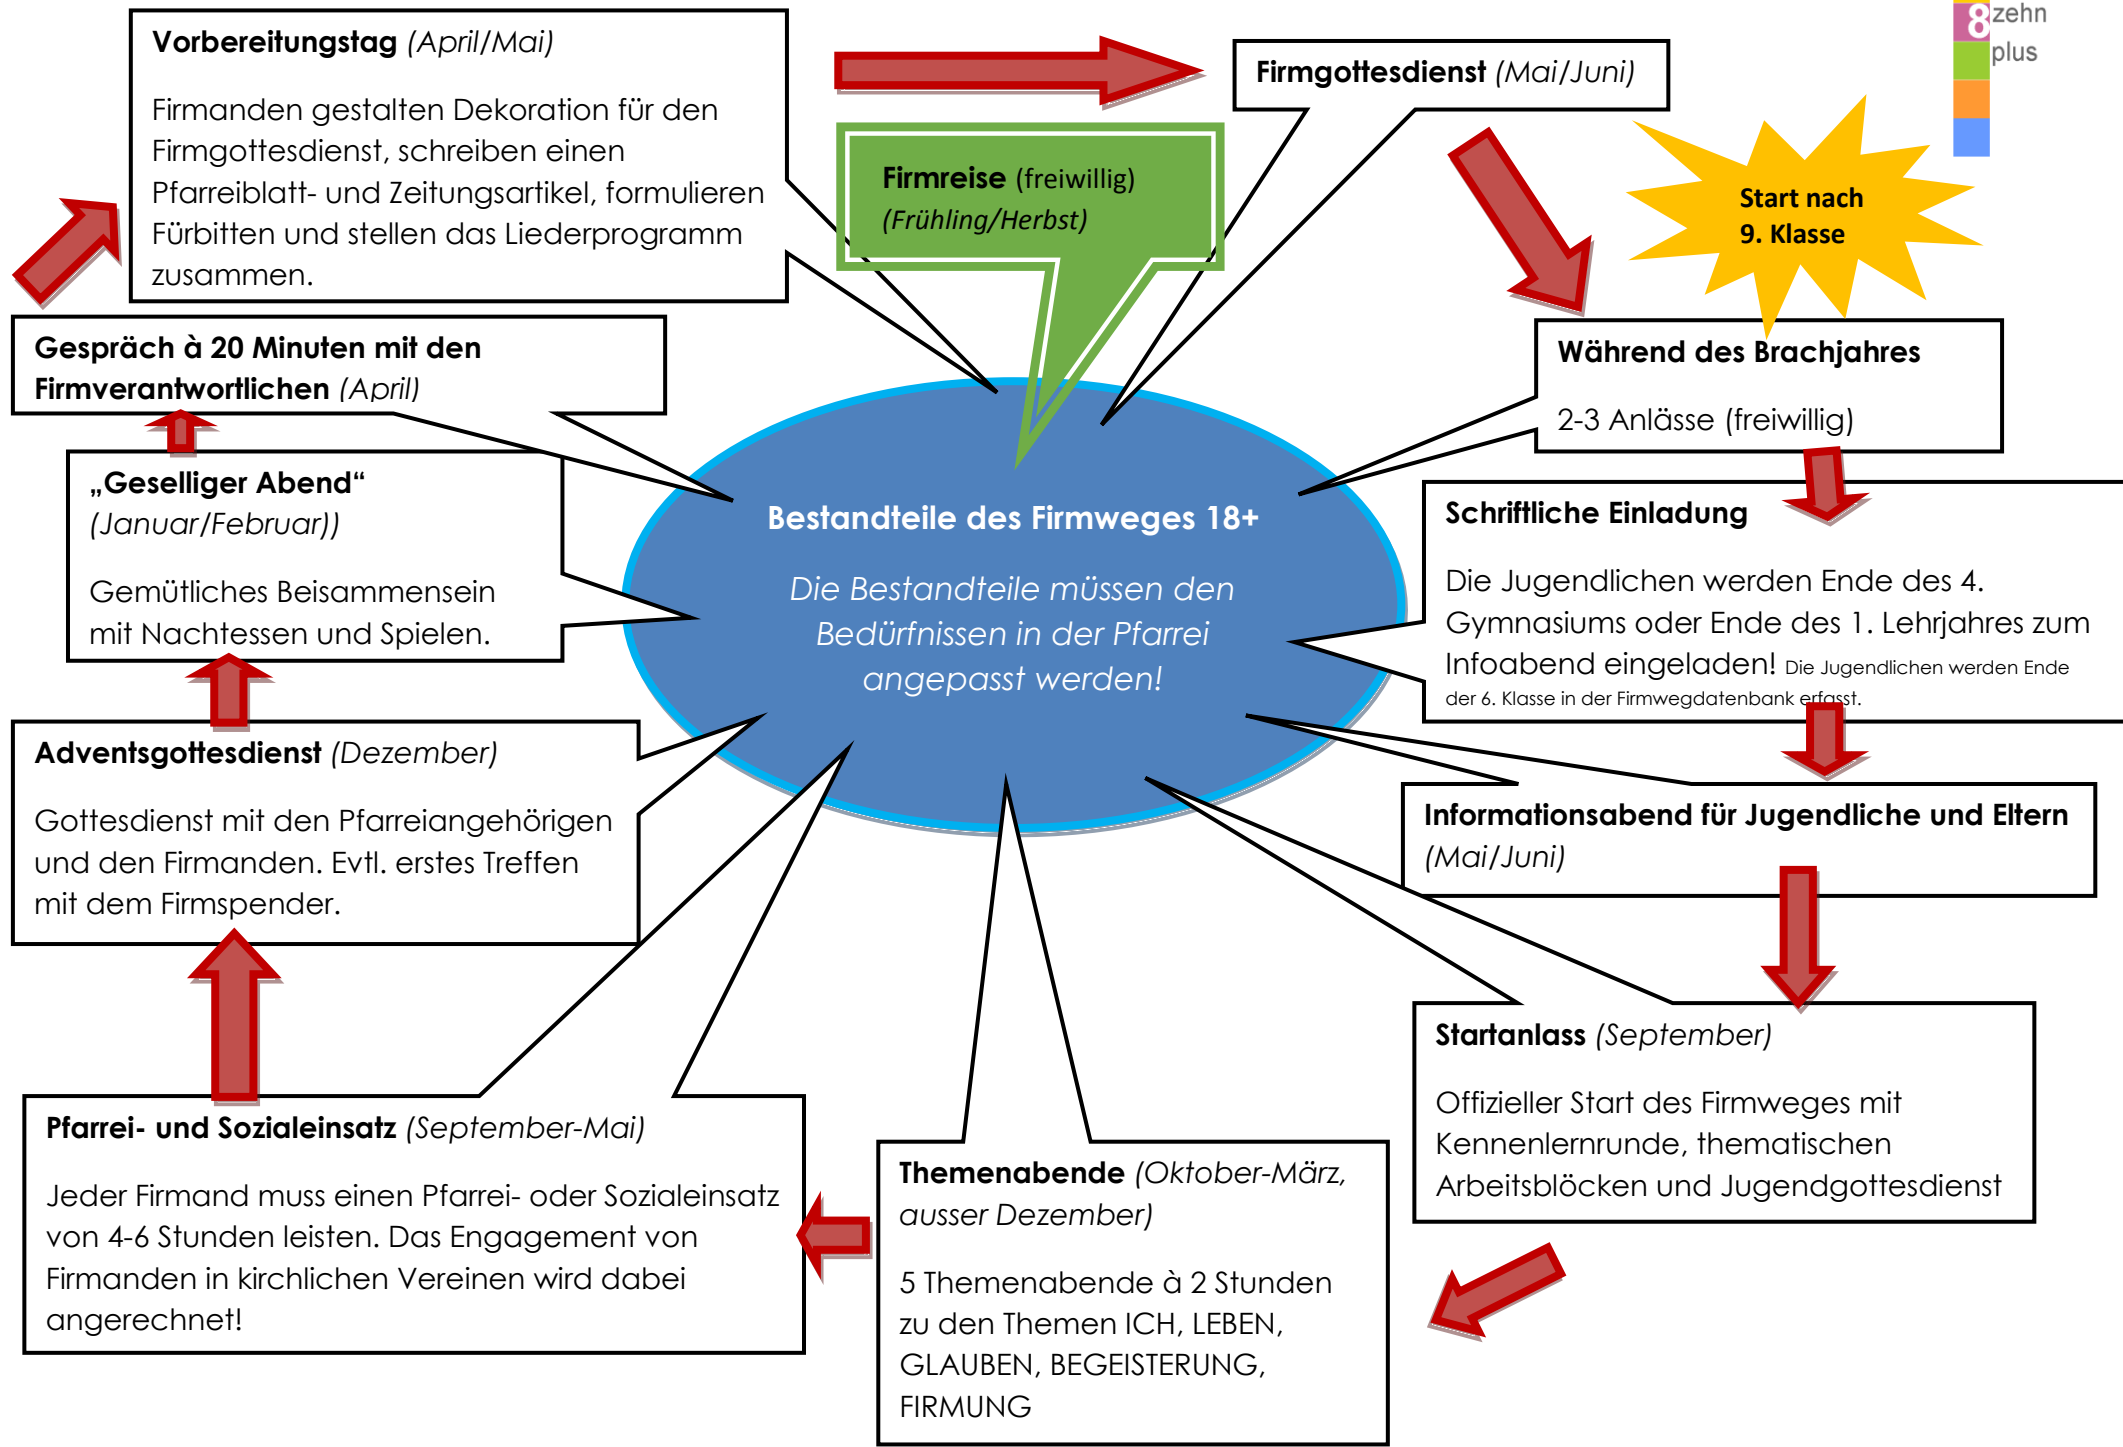 8 zehn
plus
Vorbereitungstag (April/Mai)
Firmanden gestalten Dekoration für den
Firmgottesdienst, schreiben einen
Pfarreiblatt- und Zeitungsartikel, formulieren
Fürbitten und stellen das Liederprogramm
zusammen.
Firmgottesdienst (Mai/Juni)
Firmreise (freiwillig)
(Frühling/Herbst)
Start nach
9. Klasse
Während des Brachjahres
2-3 Anlässe (freiwillig)
Schriftliche Einladung
Die Jugendlichen werden Ende des 4.
Gymnasiums oder Ende des 1. Lehrjahres zum
Infoabend eingeladen! Die Jugendlichen werden Ende
der 6. Klasse in der Firmwegdatenbank erfasst.
Informationsabend für Jugendliche und Eltern
(Mai/Juni)
Startanlass (September)
Offizieller Start des Firmweges mit
Kennenlernrunde, thematischen
Arbeitsblöcken und Jugendgottesdienst
Themenabende (Oktober-März,
ausser Dezember)
5 Themenabende à 2 Stunden
zu den Themen ICH, LEBEN,
GLAUBEN, BEGEISTERUNG,
FIRMUNG
Pfarrei- und Sozialeinsatz (September-Mai)
Jeder Firmand muss einen Pfarrei- oder Sozialeinsatz
von 4-6 Stunden leisten. Das Engagement von
Firmanden in kirchlichen Vereinen wird dabei
angerechnet!
Adventsgottesdienst (Dezember)
Gottesdienst mit den Pfarreiangehörigen
und den Firmanden. Evtl. erstes Treffen
mit dem Firmspender.
„Geselliger Abend“
(Januar/Februar))
Gemütliches Beisammensein
mit Nachtessen und Spielen.
Gespräch à 20 Minuten mit den
Firmverantwortlichen (April)
Bestandteile des Firmweges 18+
Die Bestandteile müssen den
Bedürfnissen in der Pfarrei
angepasst werden!